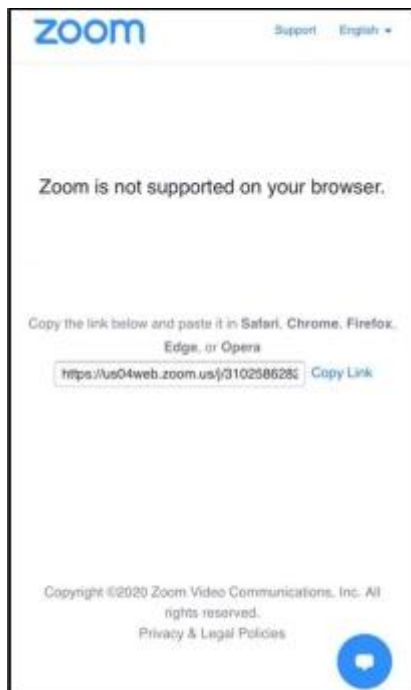 zoom
Support English
Zoom is not supported on your browser.
Copy the link below and paste it in Safari, Chrome, Firefox,
Edge, or Opera
https://us04web.zoom.us/j/310258628 Copy Link
Copyright ©2020 Zoom Video Communications, Inc. All
rights reserved.
Privacy & Legal Policies